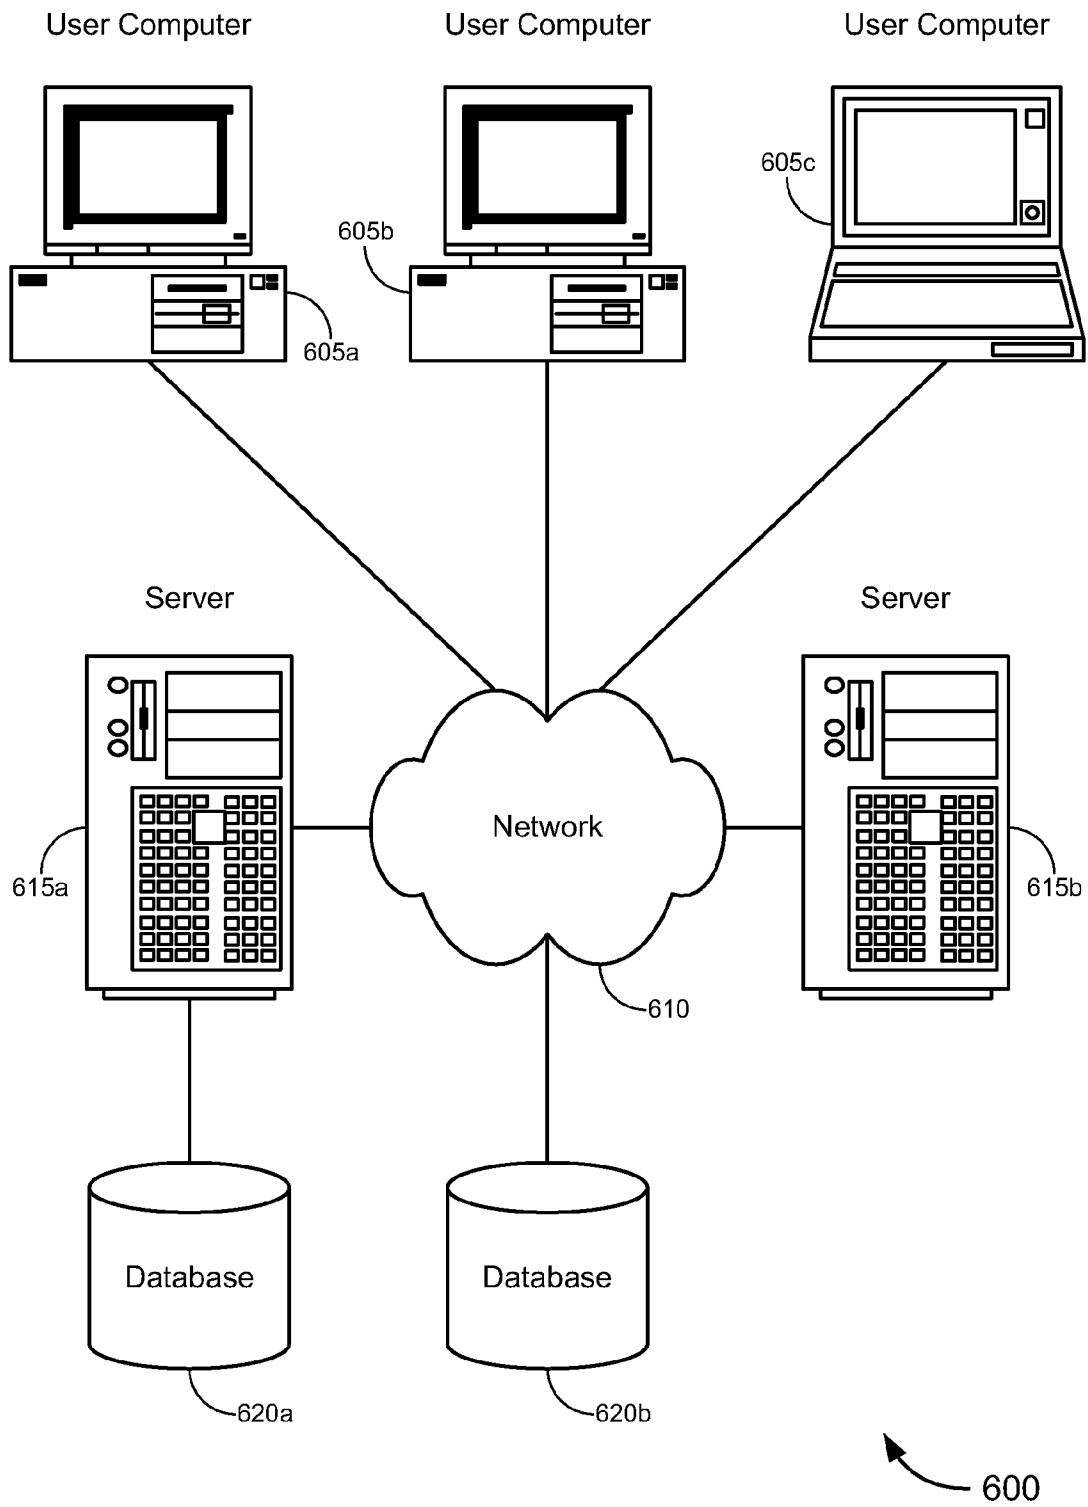 User Computer
User Computer
User Computer
605c
605b
605a
Server
Server
Network
615a
615b
610
Database
Database
620a
620b
600